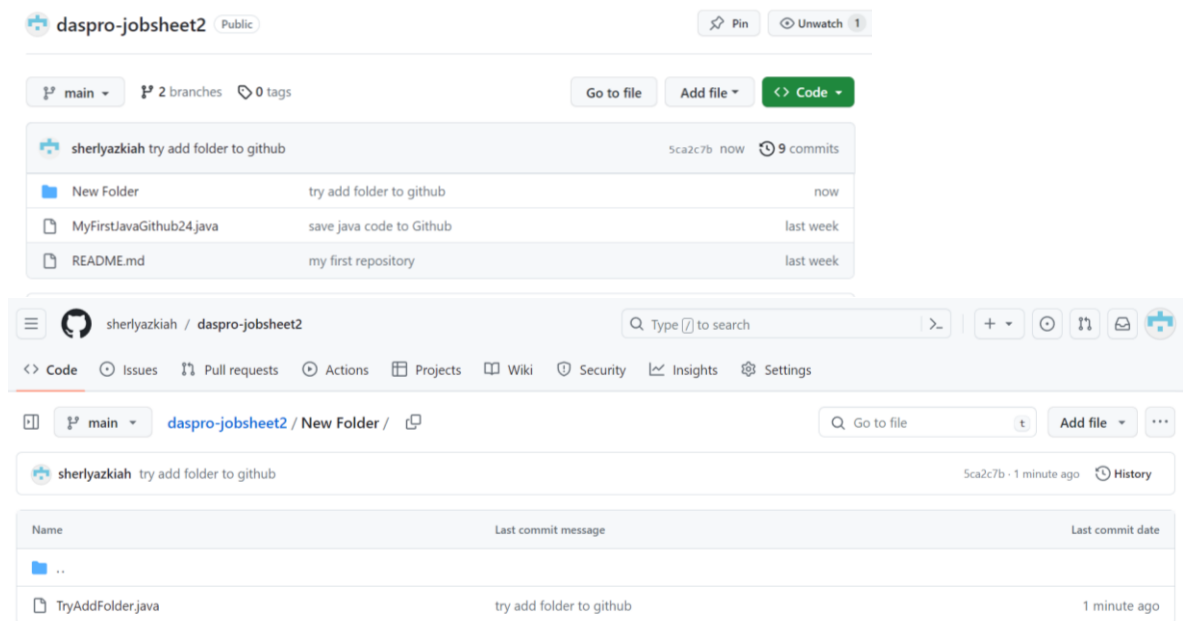 daspro-jobsheet2 Public Pin Unwatch 1
main 2 branches 0 tags Go to file Add file <> Code
sherlyazkiah try add folder to github 5ca2c7b now 9 commits
New Folder try add folder to github now
MyFirstJavaGithub24.java save java code to Github last week
README.md my first repository last week
sherlyazkiah / daspro-jobsheet2 Type / to search >_ +
<> Code Issues Pull requests Actions Projects Wiki Security Insights Settings
main daspro-jobsheet2 / New Folder / Go to file t Add file ...
sherlyazkiah try add folder to github 5ca2c7b · 1 minute ago History
Name Last commit message Last commit date
..
TryAddFolder.java try add folder to github 1 minute ago